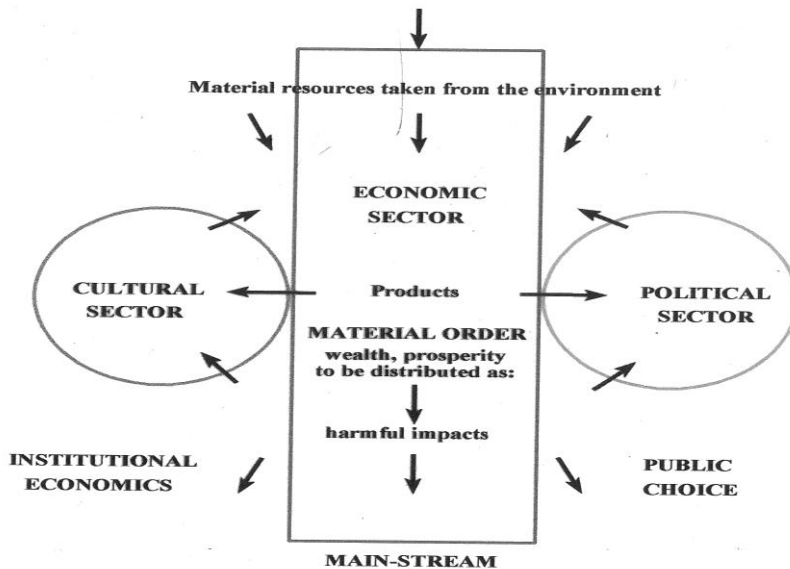 Material resources taken from the environment
ECONOMIC
SECTOR
CULTURAL
SECTOR
Products
POLITICAL
SECTOR
MATERIAL ORDER
wealth, prosperity
to be distributed as:
harmful impacts
INSTITUTIONAL
ECONOMICS
PUBLIC
CHOICE
MAIN-STREAM